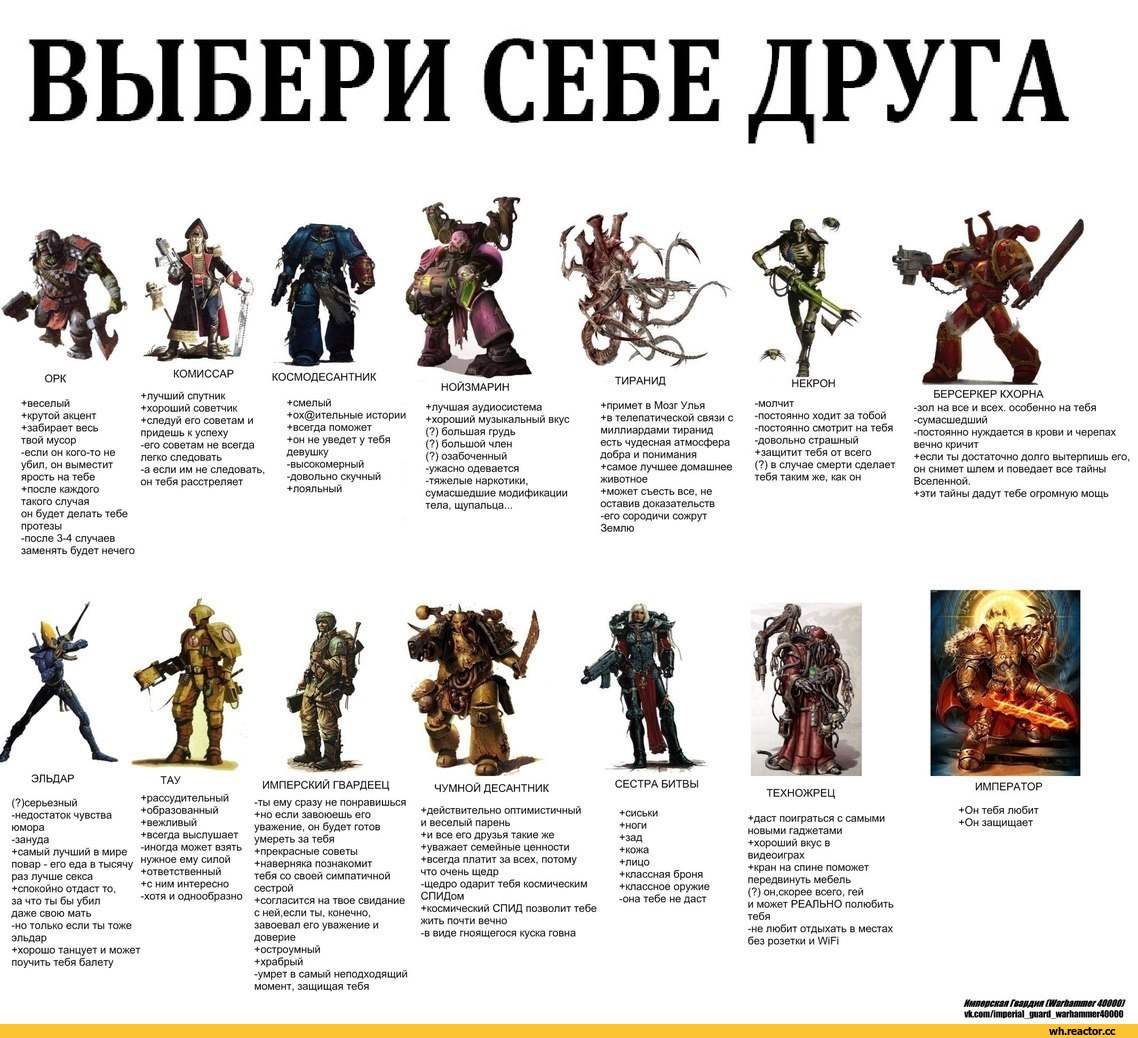 ВЫБЕРИ СЕБЕ ДРУГА
ОРК
+веселый
+крутой акцент
+забирает весь
твой мусор
-если он кого-то не
убил, он выместит
ярость на тебе
+после каждого
такого случая
он будет делать тебе
протезы
-после 3-4 случаев
заменять будет нечего
КОМИССАР
+лучший спутник
+хороший советчик
+следуй его советам и
придешь к успеху
-его советам не всегда
легко следовать
-а если им не следовать,
он тебя расстреляет
КОСМОДЕСАНТНИК
+смелый
+ох@ительные истории
+всегда поможет
+он не уведет у тебя
девушку
-высокомерный
-довольно скучный
+лояльный
НОЙЗМАРИН
+лучшая аудиосистема
+хороший музыкальный вкус
(?) большая грудь
(?) большой член
(?) озабоченный
-ужасно одевается
-тяжелые наркотики,
сумасшедшие модификации
тела, щупальца...
ТИРАНИД
+примет в Мозг Улья
+в телепатической связи с
миллиардами тиранид
есть чудесная атмосфера
добра и понимания
+самое лучшее домашнее
животное
+может съесть все, не
оставив доказательств
-его сородичи сожрут
Землю
НЕКРОН
-молчит
-постоянно ходит за тобой
-постоянно смотрит на тебя
-довольно страшный
+защитит тебя от всего
(?) в случае смерти сделает
тебя таким же, как он
БЕРСЕРКЕР КХОРНА
-зол на все и всех. особенно на тебя
-сумасшедший
-постоянно нуждается в крови и черепах
вечно кричит
+если ты достаточно долго вытерпишь его,
он снимет шлем и поведает все тайны
Вселенной.
+эти тайны дадут тебе огромную мощь
ЭЛЬДАР
(?)серьезный
-недостаток чувства
юмора
-зануда
+самый лучший в мире
повар - его еда в тысячу
раз лучше секса
+спокойно отдаст то,
за что ты бы убил
даже свою мать
-но только если ты тоже
эльдар
+хорошо танцует и может
поучить тебя балету
ТАУ
+рассудительный
+образованный
+вежливый
+всегда выслушает
-иногда может взять
нужное ему силой
+ответственный
+с ним интересно
-хотя и однообразно
ИМПЕРСКИЙ ГВАРДЕЕЦ
-ты ему сразу не понравишься
+но если завоюешь его
уважение, он будет готов
умереть за тебя
+прекрасные советы
+наверняка познакомит
тебя со своей симпатичной
сестрой
+согласится на твое свидание
с ней,если ты, конечно,
завоевал его уважение и
доверие
+остроумный
+храбрый
-умрет в самый неподходящий
момент, защищая тебя
ЧУМНОЙ ДЕСАНТНИК
+действительно оптимистичный
и веселый парень
+и все его друзья такие же
+уважает семейные ценности
+всегда платит за всех, потому
что очень щедр
-щедро одарит тебя космическим
СПИДом
+космический СПИД позволит тебе
жить почти вечно
-в виде гноящегося куска говна
СЕСТРА БИТВЫ
+сиськи
+ноги
+зад
+кожа
+лицо
+классная броня
+классное оружие
-она тебе не даст
ТЕХНОЖРЕЦ
+даст поиграться с самыми
новыми гаджетами
+хороший вкус в
видеоиграх
+кран на спине поможет
передвинуть мебель
(?) он,скорее всего, гей
и может РЕАЛЬНО полюбить
тебя
-не любит отдыхать в местах
без розетки и WiFi
ИМПЕРАТОР
+Он тебя любит
+Он защищает
Имперская Гвардия (Warhammer 40000)
vk.com/imperial_guard_warhammer40000
wh.reactor.cc